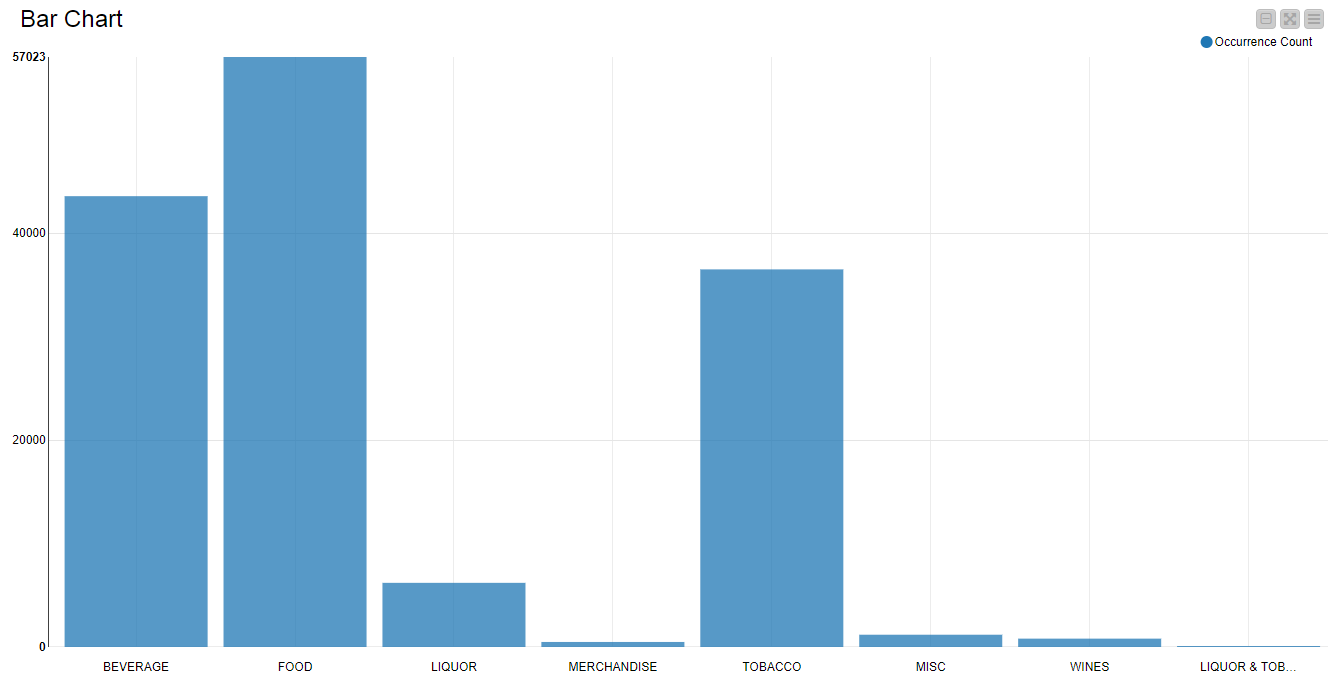 Bar Chart
Occurrence Count
57023
40000
20000
0
BEVERAGE FOOD LIQUOR MERCHANDISE TOBACCO MISC WINES LIQUOR & TOB...